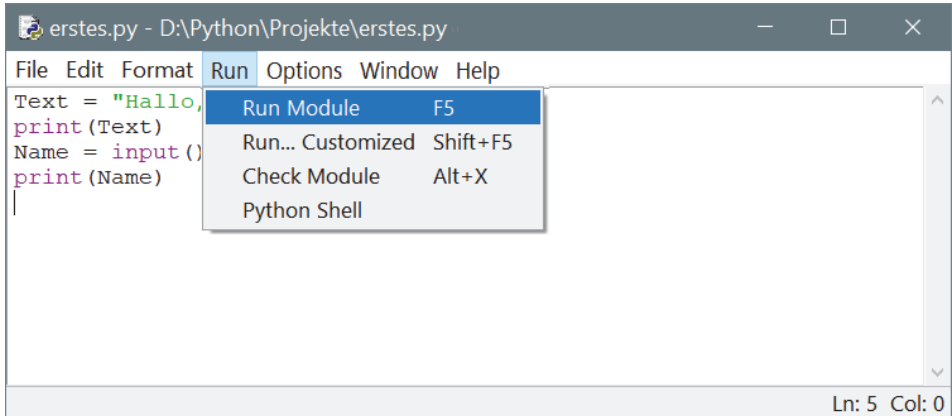 erstes.py - D:\Python\Projekte\erstes.py
File Edit Format Run Options Window Help
Text = "Hallo,
print(Text)
Name = input()
print(Name)
Run Module F5
Run... Customized Shift+F5
Check Module Alt+X
Python Shell
Ln: 5 Col: 0